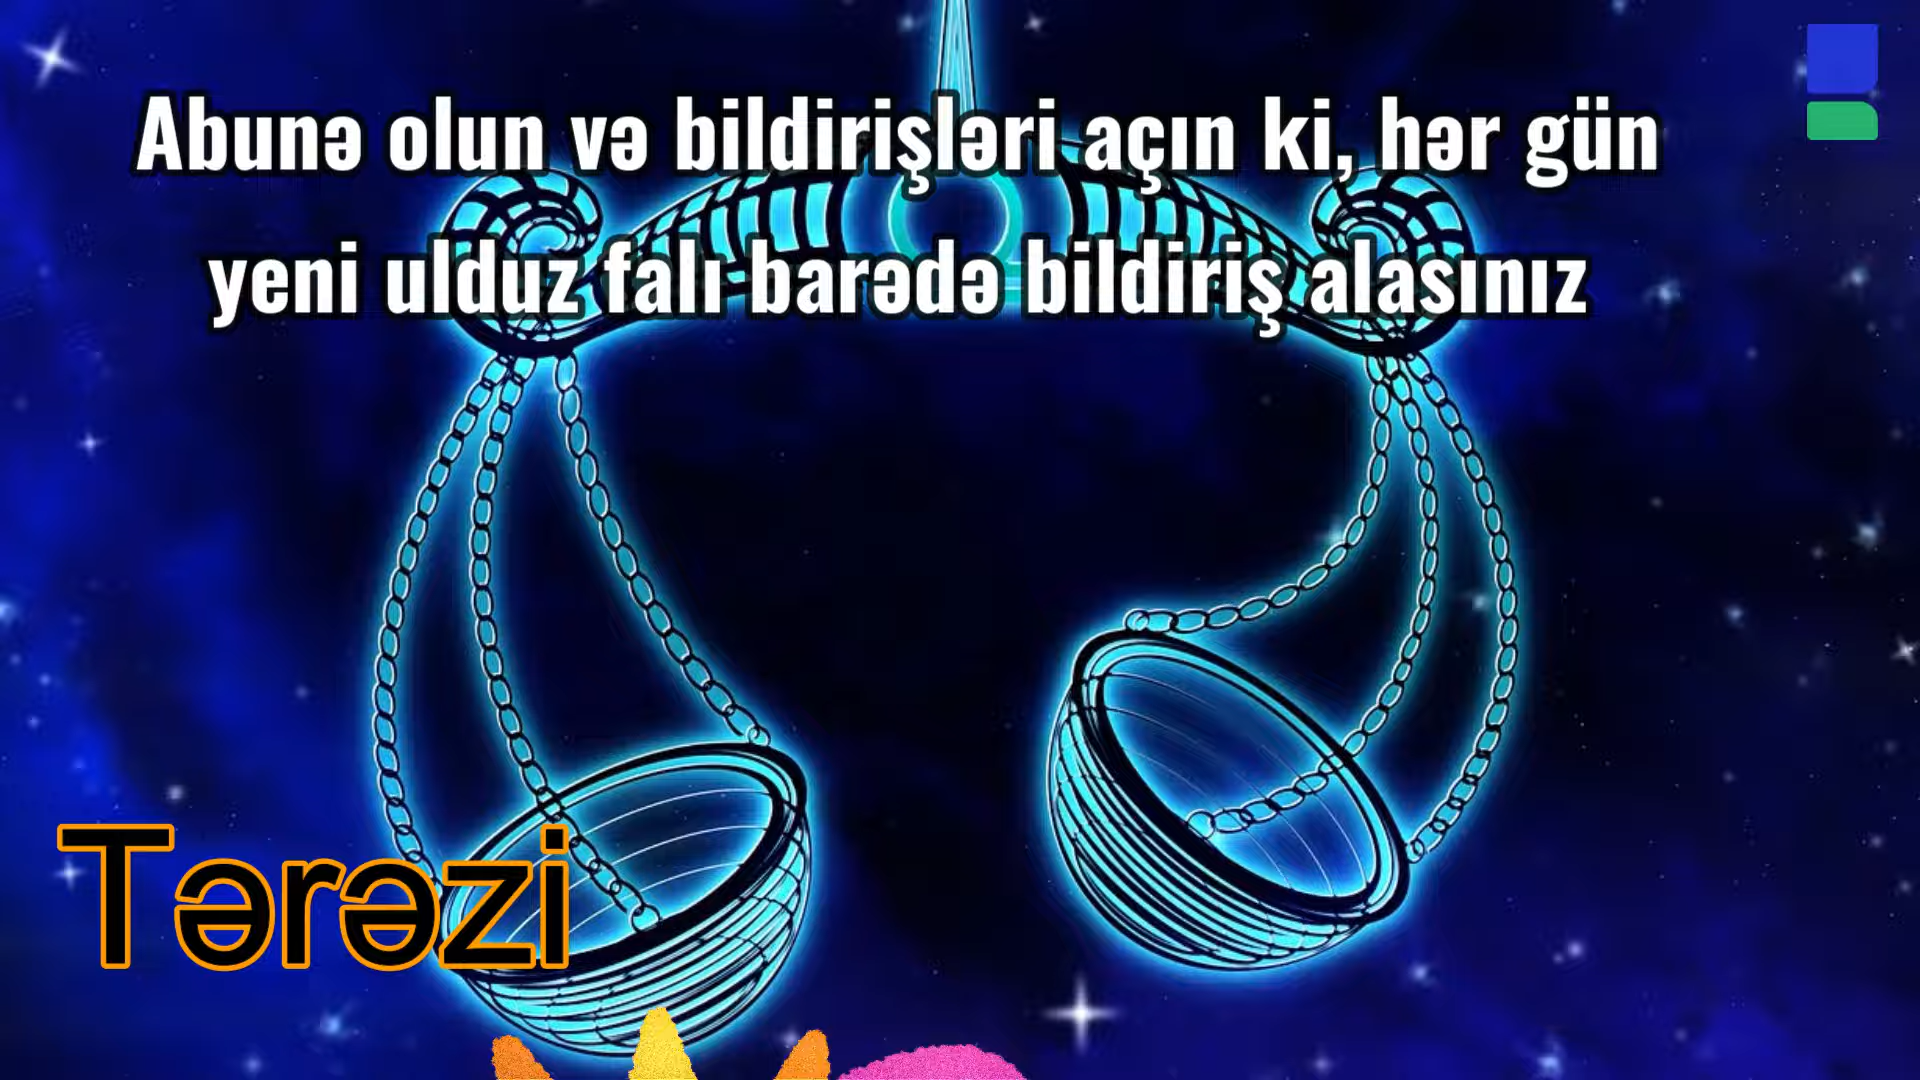 Abunə olun və bildirişləri açın ki, hər gün
yeni ulduz falı barədə bildiriş alasınız
Tərəzi